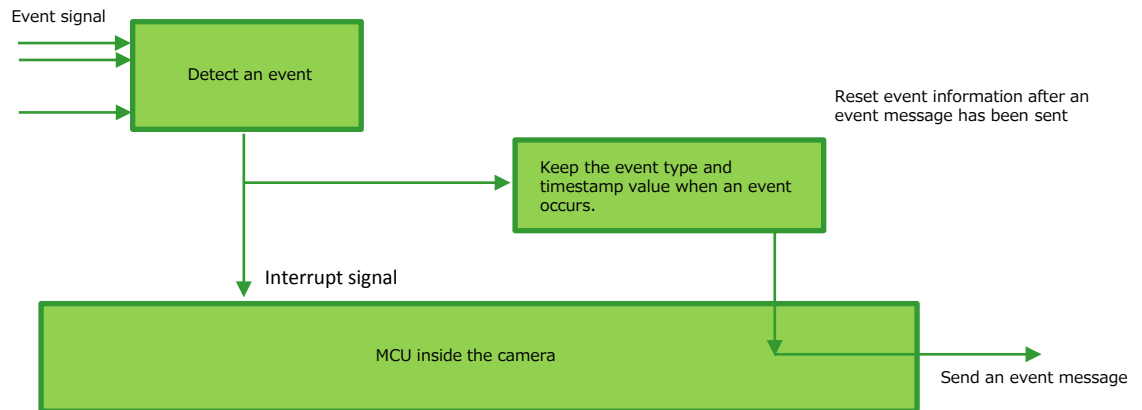 Event signal
Detect an event
Reset event information after an
event message has been sent
Keep the event type and
timestamp value when an event
occurs.
Interrupt signal
MCU inside the camera
Send an event message